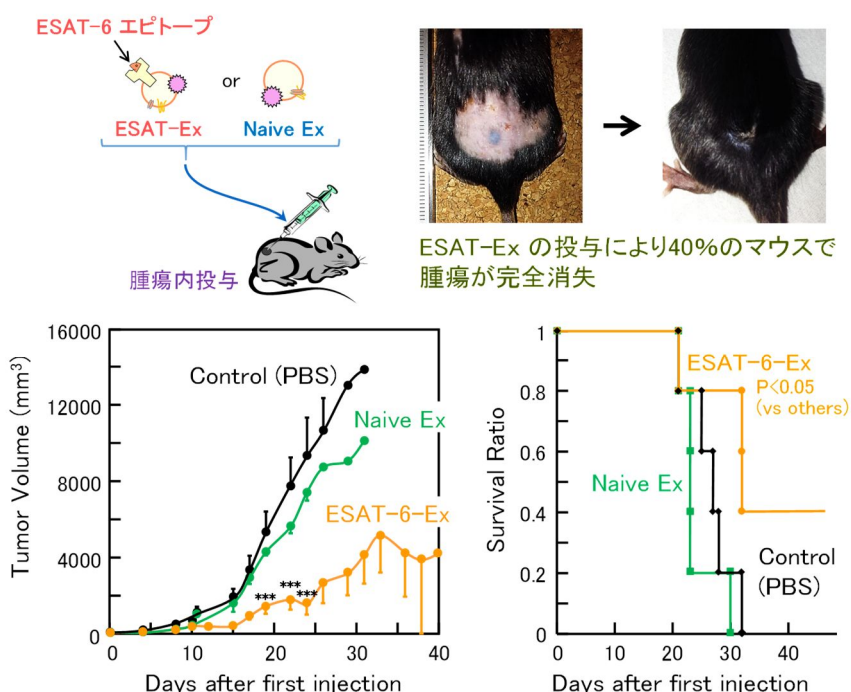 ESAT-6 エピトープ
or
ESAT-Ex
Naive Ex
腫瘍内投与
ESAT-Ex の投与により40%のマウスで
腫瘍が完全消失
Tumor Volume (mm³)
16000
12000
8000
4000
0
Control (PBS)
Naive Ex
ESAT-6-Ex
***
***
***
0
10
20
30
40
Days after first injection
Survival Ratio
1
0.8
0.6
0.4
0.2
0
ESAT-6-Ex
P<0.05
(vs others)
Naive Ex
Control
(PBS)
0
20
40
Days after first injection